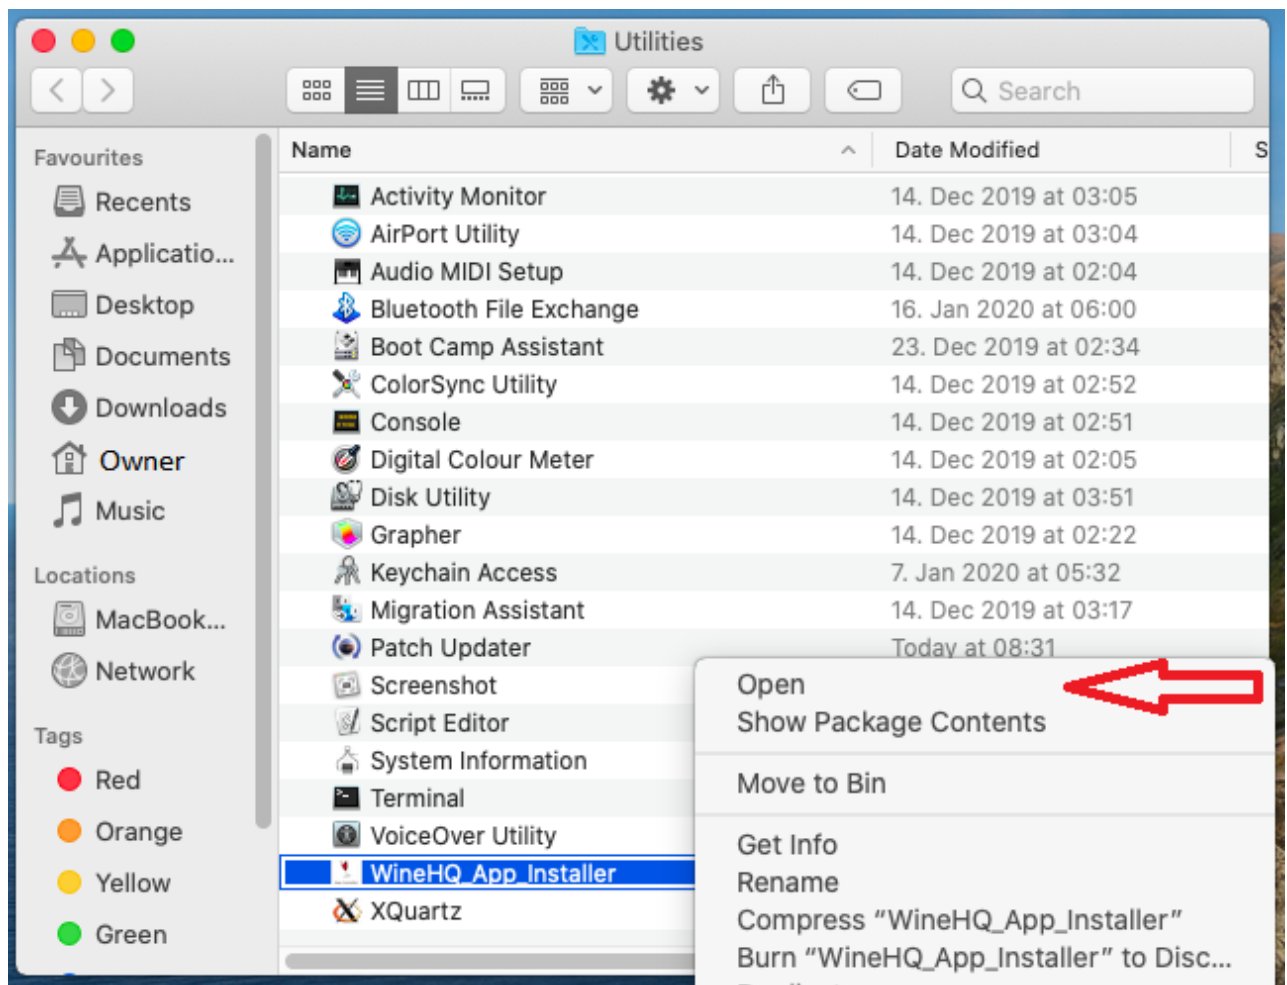 Utilities
Search
Favourites
Recents
Applicatio...
Desktop
Documents
Downloads
Owner
Music
Locations
MacBook...
Network
Tags
Red
Orange
Yellow
Green
Name Date Modified S
Activity Monitor 14. Dec 2019 at 03:05
AirPort Utility 14. Dec 2019 at 03:04
Audio MIDI Setup 14. Dec 2019 at 02:04
Bluetooth File Exchange 16. Jan 2020 at 06:00
Boot Camp Assistant 23. Dec 2019 at 02:34
ColorSync Utility 14. Dec 2019 at 02:52
Console 14. Dec 2019 at 02:51
Digital Colour Meter 14. Dec 2019 at 02:05
Disk Utility 14. Dec 2019 at 03:51
Grapher 14. Dec 2019 at 02:22
Keychain Access 7. Jan 2020 at 05:32
Migration Assistant 14. Dec 2019 at 03:17
Patch Updater Today at 08:31
Screenshot
Script Editor
System Information
Terminal
VoiceOver Utility
WineHQ_App_Installer
XQuartz
Open
Show Package Contents
Move to Bin
Get Info
Rename
Compress “WineHQ_App_Installer”
Burn “WineHQ_App_Installer” to Disc...